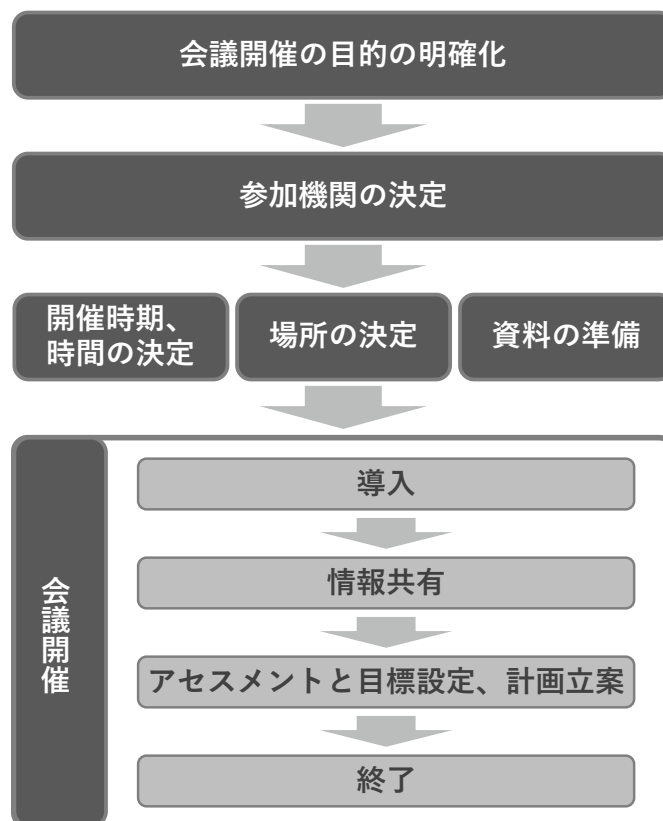 会議開催の目的の明確化
参加機関の決定
開催時期、
時間の決定
場所の決定
資料の準備
会議開催
導入
情報共有
アセスメントと目標設定、計画立案
終了